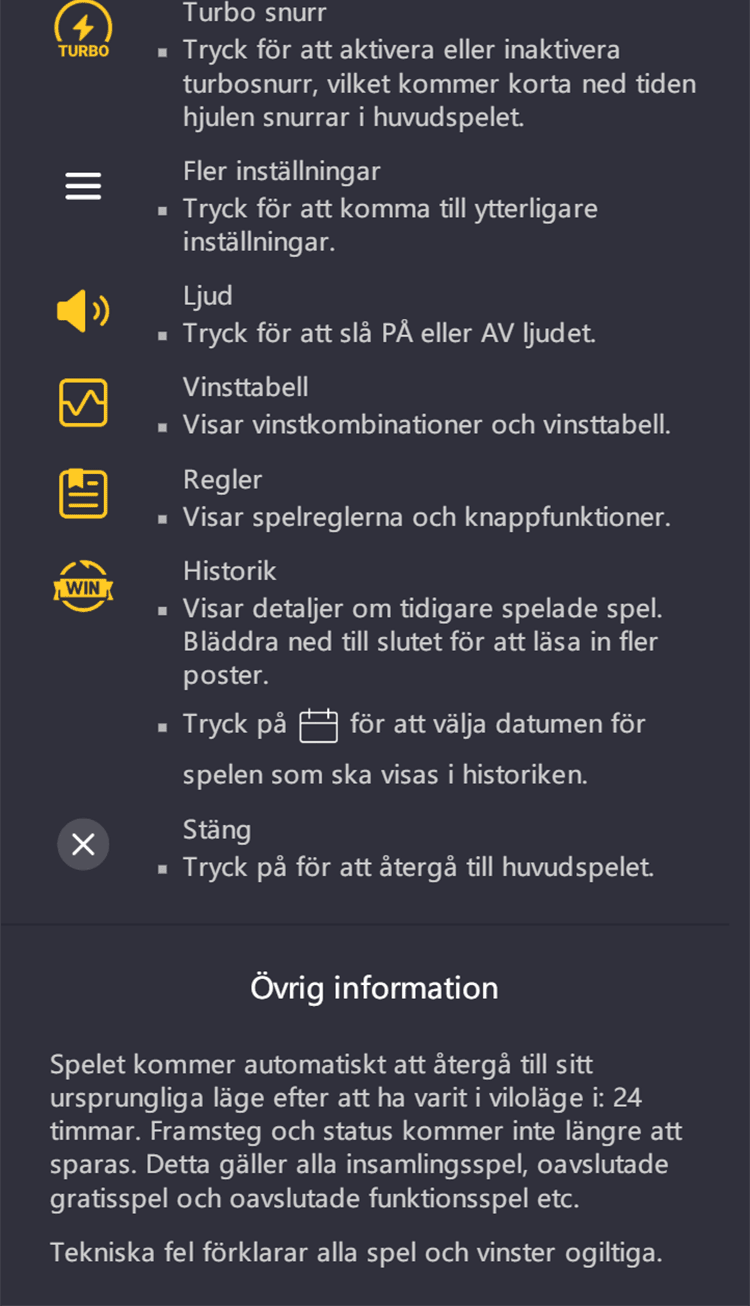 Turbo snurr
TURBO
▪ Tryck för att aktivera eller inaktivera
turbosnurr, vilket kommer korta ned tiden
hjulen snurrar i huvudspelet.
Fler inställningar
▪ Tryck för att komma till ytterligare
inställningar.
Ljud
▪ Tryck för att slå PÅ eller AV ljudet.
Vinsttabell
▪ Visar vinstkombinationer och vinsttabell.
Regler
▪ Visar spelreglerna och knappfunktioner.
Historik
WIN
▪ Visar detaljer om tidigare spelade spel.
Bläddra ned till slutet för att läsa in fler
poster.
▪ Tryck på för att välja datumen för
spelen som ska visas i historiken.
Stäng
▪ Tryck på för att återgå till huvudspelet.
Övrig information
Spelet kommer automatiskt att återgå till sitt
ursprungliga läge efter att ha varit i viloläge i: 24
timmar. Framsteg och status kommer inte längre att
sparas. Detta gäller alla insamlingsspel, oavslutade
gratisspel och oavslutade funktionsspel etc.
Tekniska fel förklarar alla spel och vinster ogiltiga.